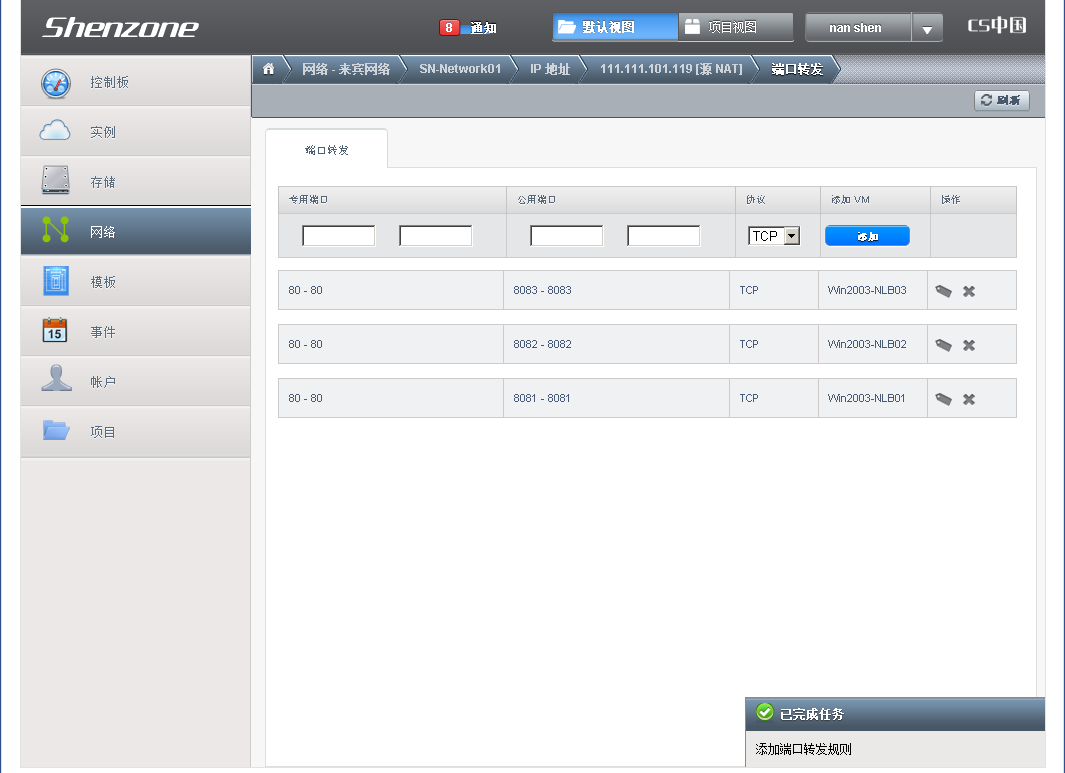 Shenzone
8 通知
默认视图
项目视图
nan shen
CS中国
控制板
实例
存储
网络
模板
15
事件
帐户
项目
网络 - 来宾网络
SN-Network01
IP 地址
111.111.101.119 [源 NAT]
端口转发
刷新
端口转发
专用端口 公用端口 协议 添加 VM 操作
TCP 添加
80 - 80 8083 - 8083 TCP Win2003-NLB03
80 - 80 8082 - 8082 TCP Win2003-NLB02
80 - 80 8081 - 8081 TCP Win2003-NLB01
已完成任务
添加端口转发规则